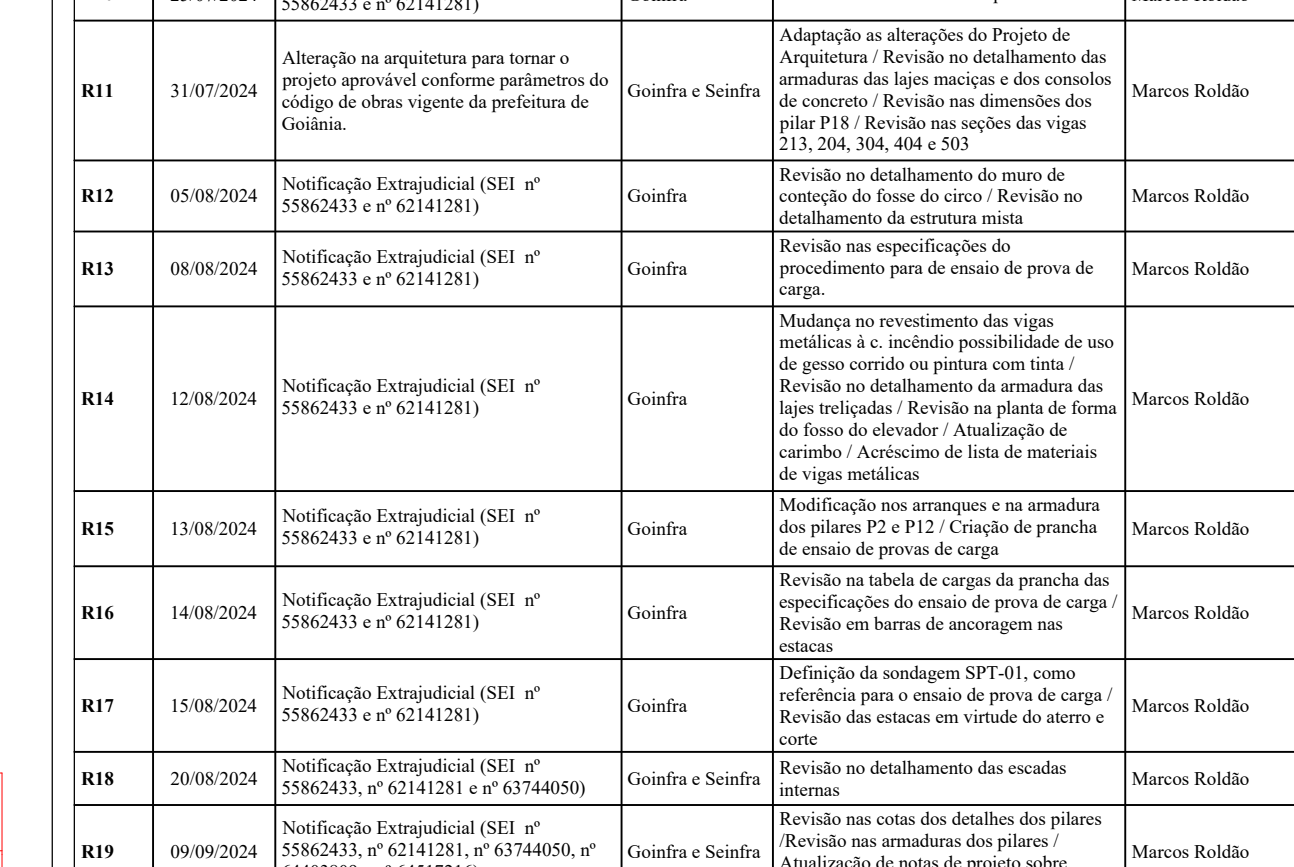 55862433 e nº 62141281)
Goinfra
Marcos Roldão
R11
31/07/2024
Alteração na arquitetura para tornar o
projeto aprovável conforme parâmetros do
código de obras vigente da prefeitura de
Goiânia.
Goinfra e Seinfra
Adaptação as alterações do Projeto de
Arquitetura / Revisão no detalhamento das
armaduras das lajes maciças e dos consolos
de concreto / Revisão nas dimensões dos
pilar P18 / Revisão nas seções das vigas
213, 204, 304, 404 e 503
Marcos Roldão
R12
05/08/2024
Notificação Extrajudicial (SEI nº
55862433 e nº 62141281)
Goinfra
Revisão no detalhamento do muro de
conteção do fosse do circo / Revisão no
detalhamento da estrutura mista
Marcos Roldão
R13
08/08/2024
Notificação Extrajudicial (SEI nº
55862433 e nº 62141281)
Goinfra
Revisão nas especificações do
procedimento para de ensaio de prova de
carga.
Marcos Roldão
R14
12/08/2024
Notificação Extrajudicial (SEI nº
55862433 e nº 62141281)
Goinfra
Mudança no revestimento das vigas
metálicas à c. incêndio possibilidade de uso
de gesso corrido ou pintura com tinta /
Revisão no detalhamento da armadura das
lajes treliçadas / Revisão na planta de forma
do fosso do elevador / Atualização de
carimbo / Acréscimo de lista de materiais
de vigas metálicas
Marcos Roldão
R15
13/08/2024
Notificação Extrajudicial (SEI nº
55862433 e nº 62141281)
Goinfra
Modificação nos arranques e na armadura
dos pilares P2 e P12 / Criação de prancha
de ensaio de provas de carga
Marcos Roldão
R16
14/08/2024
Notificação Extrajudicial (SEI nº
55862433 e nº 62141281)
Goinfra
Revisão na tabela de cargas da prancha das
especificações do ensaio de prova de carga /
Revisão em barras de ancoragem nas
estacas
Marcos Roldão
R17
15/08/2024
Notificação Extrajudicial (SEI nº
55862433 e nº 62141281)
Goinfra
Definição da sondagem SPT-01, como
referência para o ensaio de prova de carga /
Revisão das estacas em virtude do aterro e
corte
Marcos Roldão
R18
20/08/2024
Notificação Extrajudicial (SEI nº
55862433, nº 62141281 e nº 63744050)
Goinfra e Seinfra
Revisão no detalhamento das escadas
internas
Marcos Roldão
R19
09/09/2024
Notificação Extrajudicial (SEI nº
55862433, nº 62141281, nº 63744050, nº
Goinfra e Seinfra
Revisão nas cotas dos detalhes dos pilares
/Revisão nas armaduras dos pilares /
Atualização de notas de projeto sobre
Marcos Roldão